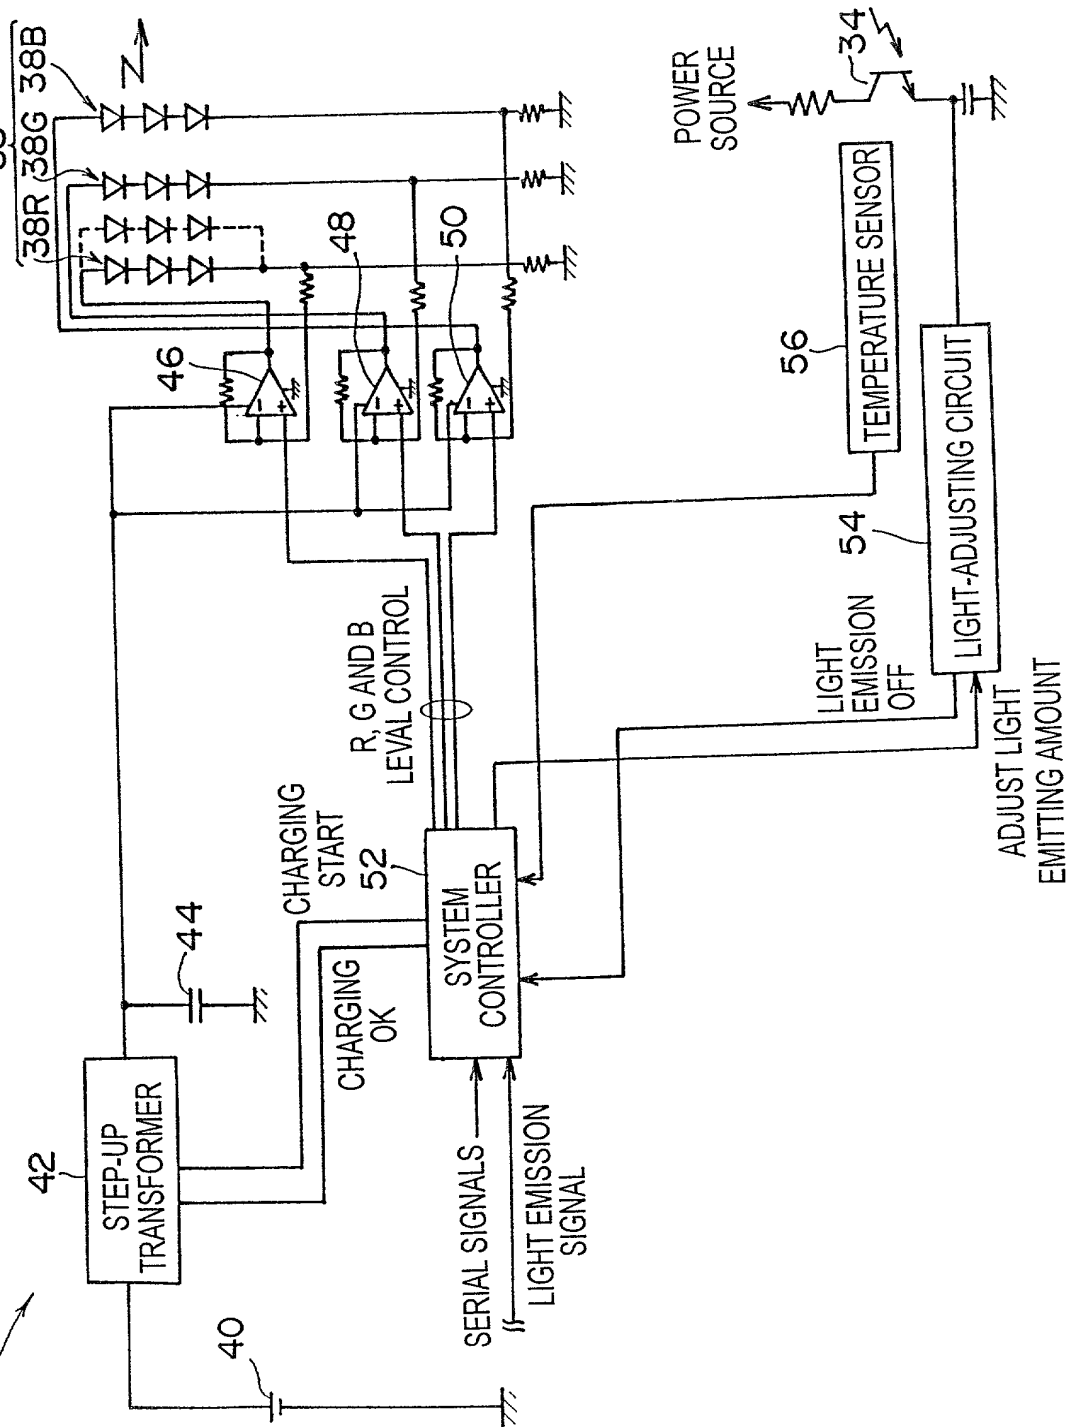 38R 38G 38B
46
48
50
POWER
SOURCE
34
TEMPERATURE SENSOR
56
LIGHT-ADJUSTING CIRCUIT
54
R, G AND B
LEVAL CONTROL
LIGHT
EMISSION
OFF
ADJUST LIGHT
EMITTING AMOUNT
CHARGING
START
52
SYSTEM
CONTROLLER
CHARGING
OK
44
42
STEP-UP
TRANSFORMER
40
SERIAL SIGNALS
LIGHT EMISSION
SIGNAL